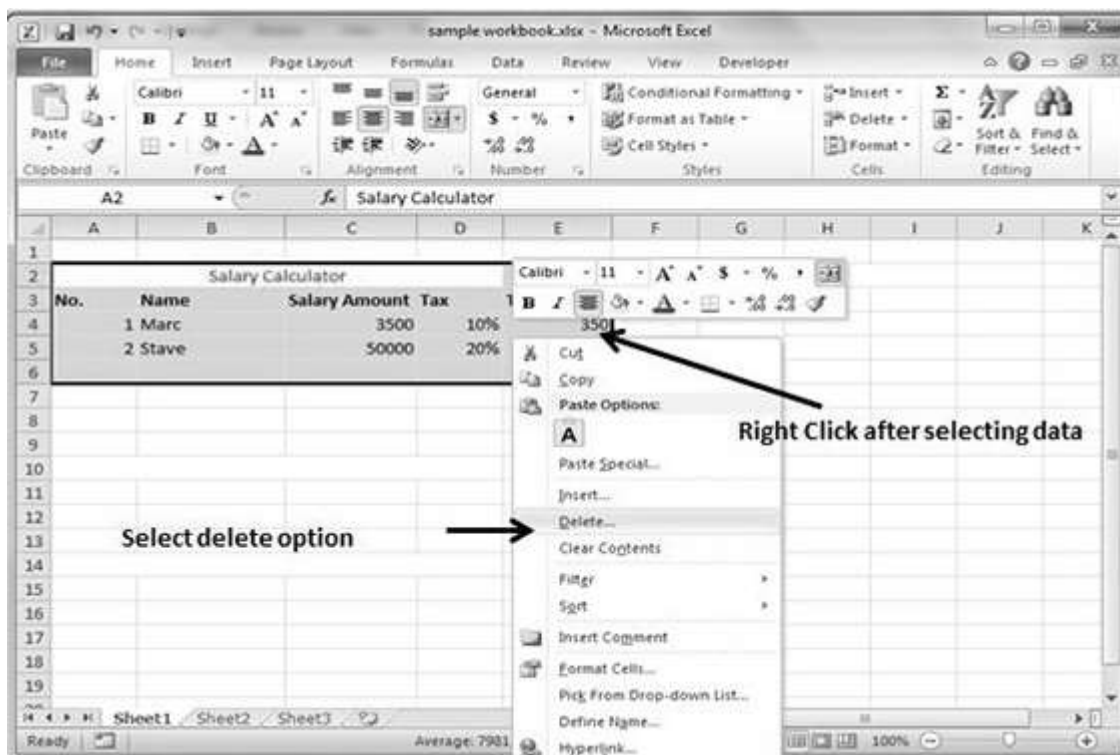 sample workbook.xlsx - Microsoft Excel
File Home Insert Page Layout Formulas Data Review View Developer
Paste
Clipboard
Calibri 11
B I U A A
Font
Alignment
General
$ % ,
Number
Conditional Formatting
Format as Table
Cell Styles
Styles
Insert
Delete
Format
Cells
Σ
Sort & Filter
Find & Select
Editing
A2 fx Salary Calculator
A B C D E F G H I J K
1
2 Salary Calculator
3 No. Name Salary Amount Tax T
4 1 Marc 3500 10% 350
5 2 Stave 50000 20%
6
7
8
9
10
11
12
13
14
15
16
17
18
19
Calibri 11 A A $ % ,
B I A
Cut
Copy
Paste Options:
A
Paste Special...
Insert...
Delete...
Clear Contents
Filter
Sort
Insert Comment
Format Cells...
Pick From Drop-down List...
Define Name...
Hyperlink...
Right Click after selecting data
Select delete option
Sheet1 Sheet2 Sheet3
Ready Average: 7981 100%